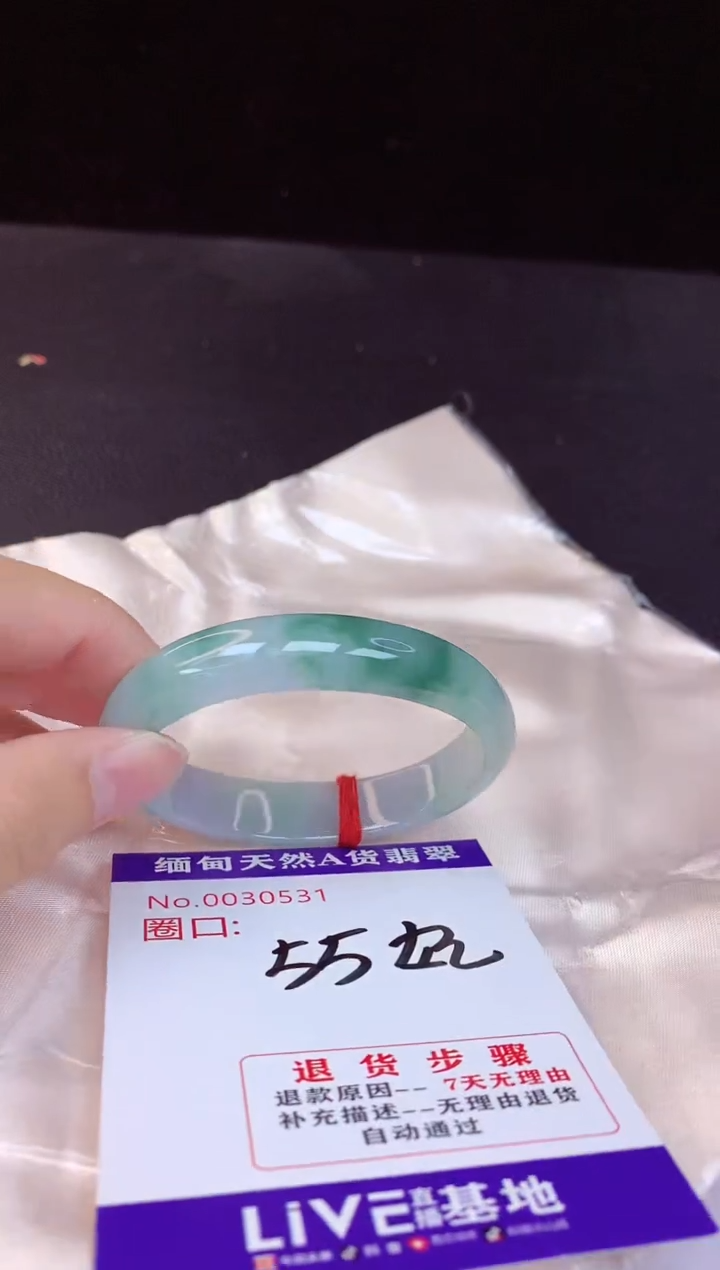 缅甸天然A货翡翠
No.0030531
圈口:
55
退货步骤
退款原因-- 7天无理由
补充描述--无理由退货
自动通过
LiVE直播基地